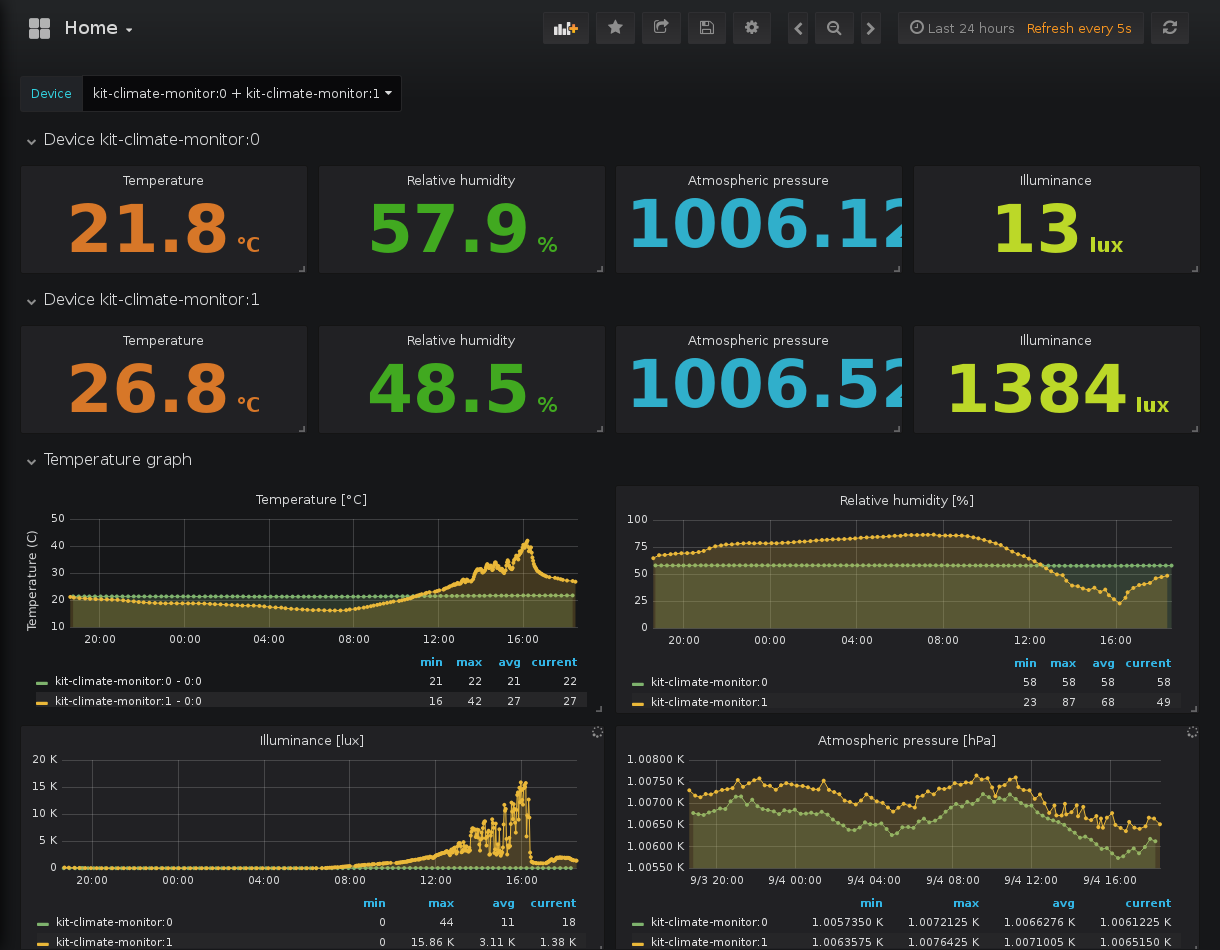 Home
Last 24 hours Refresh every 5s
Device kit-climate-monitor:0 + kit-climate-monitor:1
Device kit-climate-monitor:0
Temperature
21.8 °C
Relative humidity
57.9 %
Atmospheric pressure
1006.12
Illuminance
13 lux
Device kit-climate-monitor:1
Temperature
26.8 °C
Relative humidity
48.5 %
Atmospheric pressure
1006.52
Illuminance
1384 lux
Temperature graph
Temperature [°C]
Temperature (C)
50
40
30
20
10
20:00 00:00 04:00 08:00 12:00 16:00
min max avg current
kit-climate-monitor:0 - 0:0 21 22 21 22
kit-climate-monitor:1 - 0:0 16 42 27 27
Relative humidity [%]
100
75
50
25
0
20:00 00:00 04:00 08:00 12:00 16:00
min max avg current
kit-climate-monitor:0 58 58 58 58
kit-climate-monitor:1 23 87 68 49
Illuminance [lux]
20 K
15 K
10 K
5 K
0
20:00 00:00 04:00 08:00 12:00 16:00
min max avg current
kit-climate-monitor:0 0 44 11 18
kit-climate-monitor:1 0 15.86 K 3.11 K 1.38 K
Atmospheric pressure [hPa]
1.00800 K
1.00750 K
1.00700 K
1.00650 K
1.00600 K
1.00550 K
9/3 20:00 9/4 00:00 9/4 04:00 9/4 08:00 9/4 12:00 9/4 16:00
min max avg current
kit-climate-monitor:0 1.0057350 K 1.0072125 K 1.0066276 K 1.0061225 K
kit-climate-monitor:1 1.0063575 K 1.0076425 K 1.0071005 K 1.0065150 K